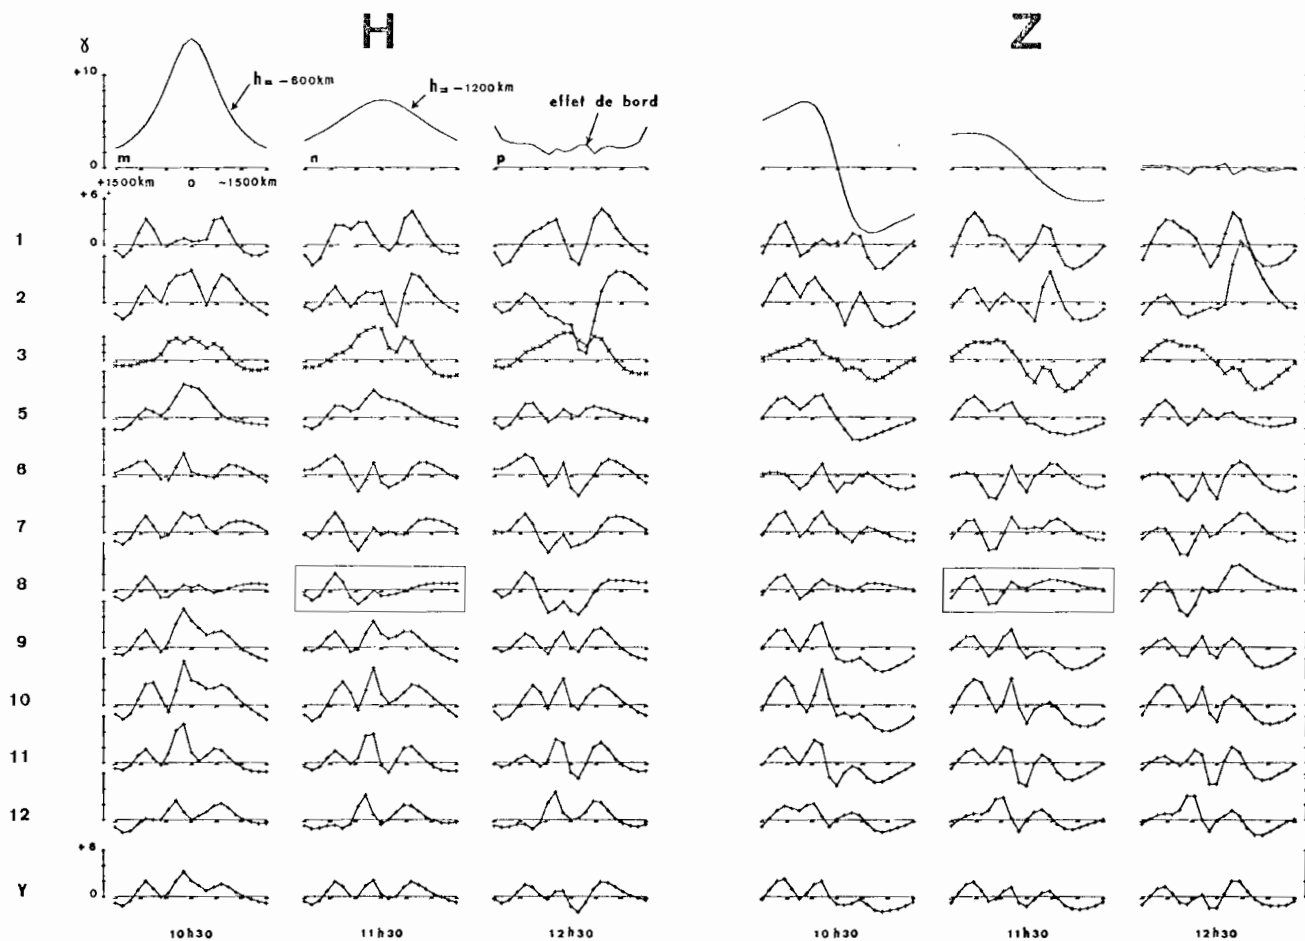 H Z
γ
+10
h = -600km
h = -1200km
effet de bord
m n p
0
+1500km 0 -1500km
+6
1
0
2
3
5
6
7
8
9
10
11
12
+6
Y 0
10h30 11h30 12h30 10h30 11h30 12h30